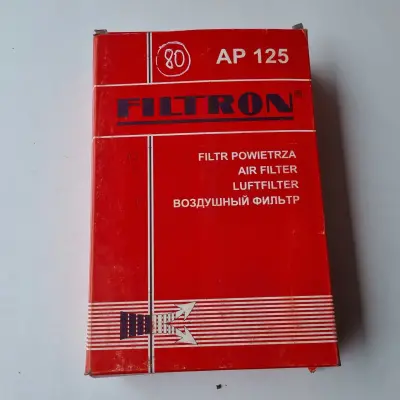 80 AP 125
FILTRON®
FILTR POWIETRZA
AIR FILTER
LUFTFILTER
ВОЗДУШНЫЙ ФИЛЬТР